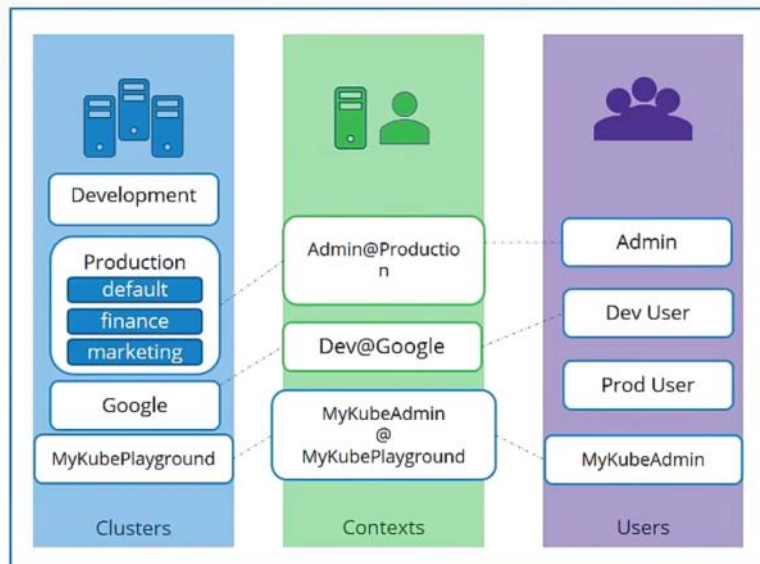 Development
Production
default
finance
marketing
Google
MyKubePlayground
Clusters
Admin@Productio
n
Dev@Google
MyKubeAdmin
@
MyKubePlayground
Contexts
Admin
Dev User
Prod User
MyKubeAdmin
Users